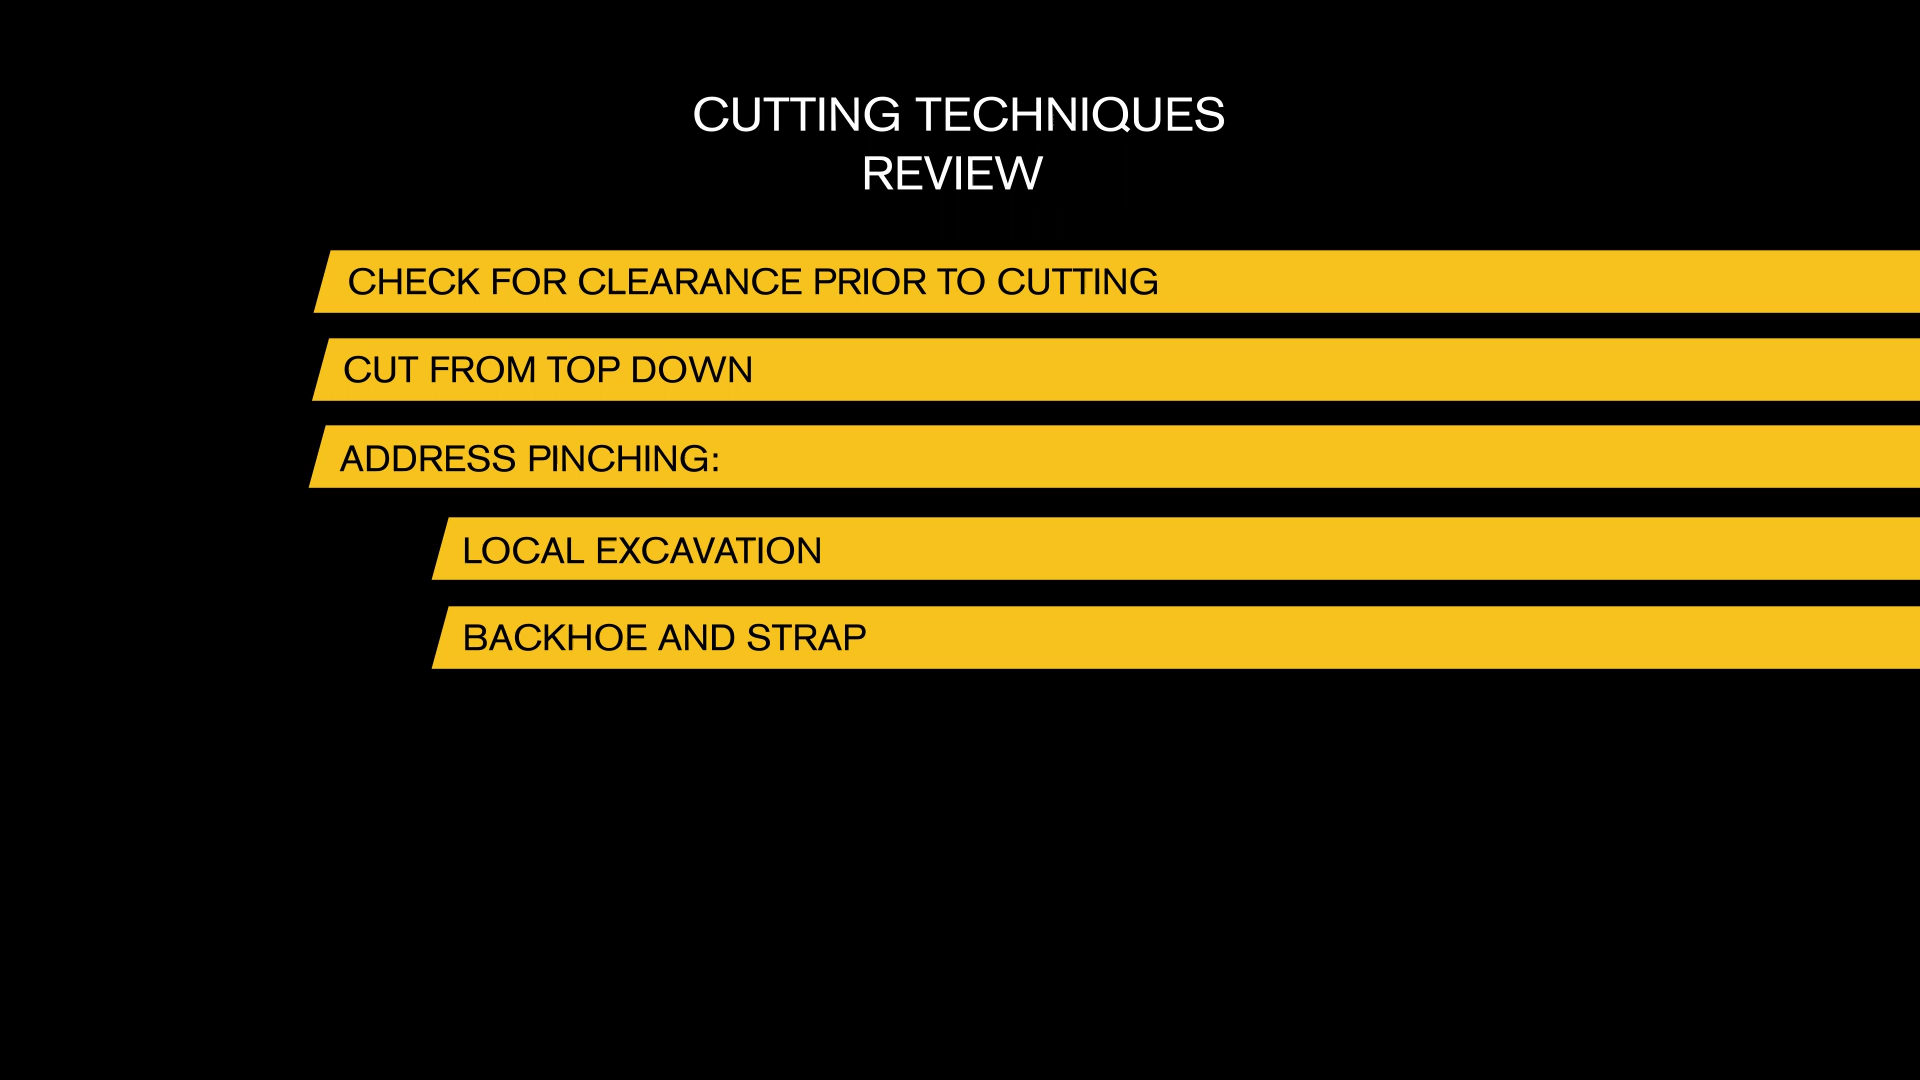 CUTTING TECHNIQUES
REVIEW
CHECK FOR CLEARANCE PRIOR TO CUTTING
CUT FROM TOP DOWN
ADDRESS PINCHING:
LOCAL EXCAVATION
BACKHOE AND STRAP